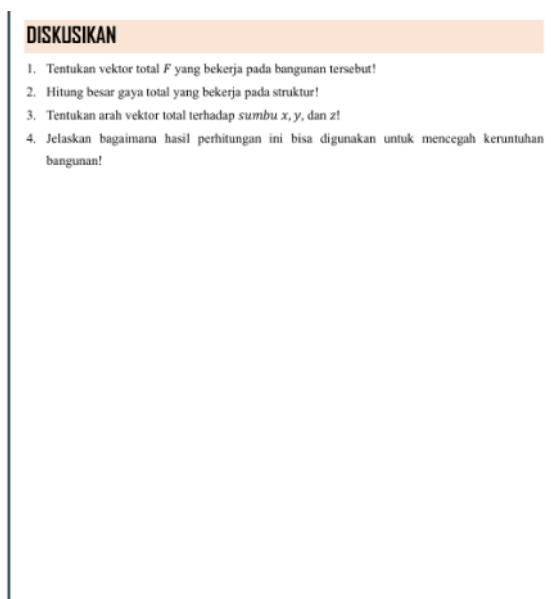 DISKUSIKAN
1. Tentukan vektor total F yang bekerja pada bangunan tersebut!
2. Hitung besar gaya total yang bekerja pada struktur!
3. Tentukan arah vektor total terhadap sumbu x, y, dan z!
4. Jelaskan bagaimana hasil perhitungan ini bisa digunakan untuk mencegah keruntuhan
bangunan!